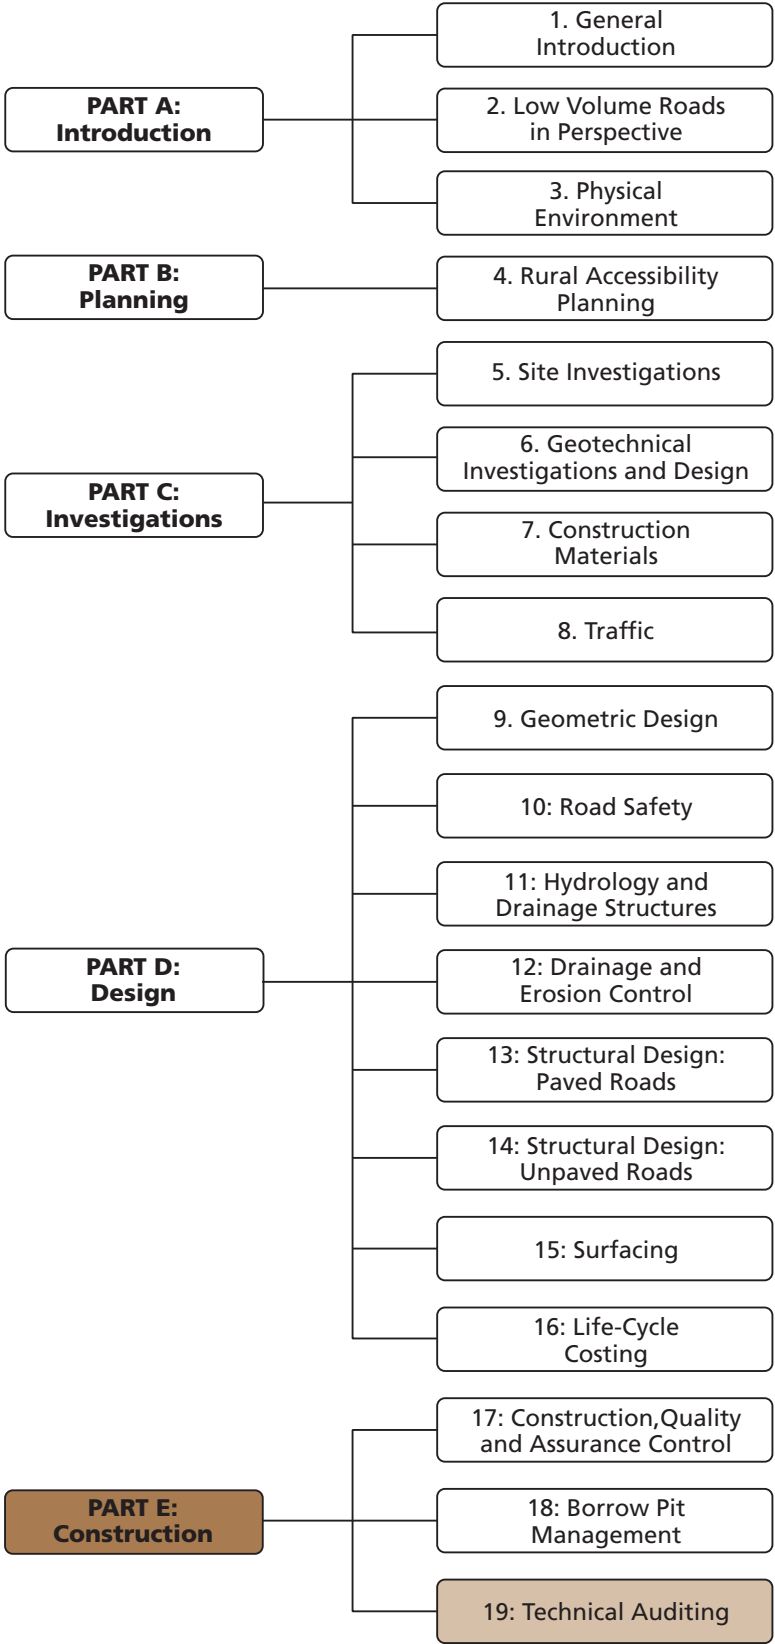 PART A:
Introduction
1. General
Introduction
2. Low Volume Roads
in Perspective
3. Physical
Environment
PART B:
Planning
4. Rural Accessibility
Planning
PART C:
Investigations
5. Site Investigations
6. Geotechnical
Investigations and Design
7. Construction
Materials
8. Traffic
PART D:
Design
9. Geometric Design
10: Road Safety
11: Hydrology and
Drainage Structures
12: Drainage and
Erosion Control
13: Structural Design:
Paved Roads
14: Structural Design:
Unpaved Roads
15: Surfacing
16: Life-Cycle
Costing
PART E:
Construction
17: Construction,Quality
and Assurance Control
18: Borrow Pit
Management
19: Technical Auditing